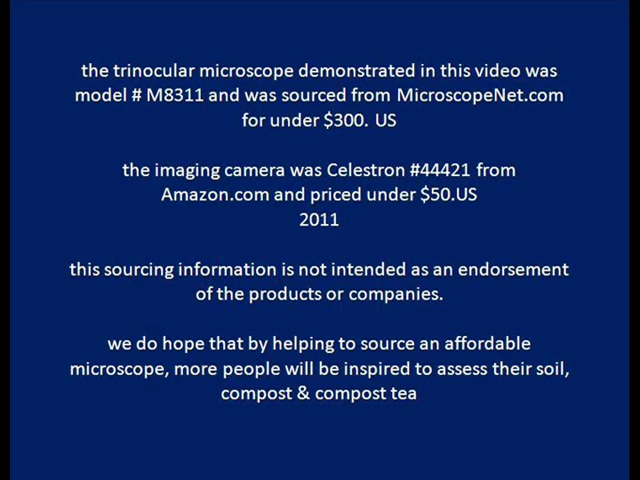 the trinocular microscope demonstrated in this video was
model # M8311 and was sourced from MicroscopeNet.com
for under $300. US
the imaging camera was Celestron #44421 from
Amazon.com and priced under $50.US
2011
this sourcing information is not intended as an endorsement
of the products or companies.
we do hope that by helping to source an affordable
microscope, more people will be inspired to assess their soil,
compost & compost tea